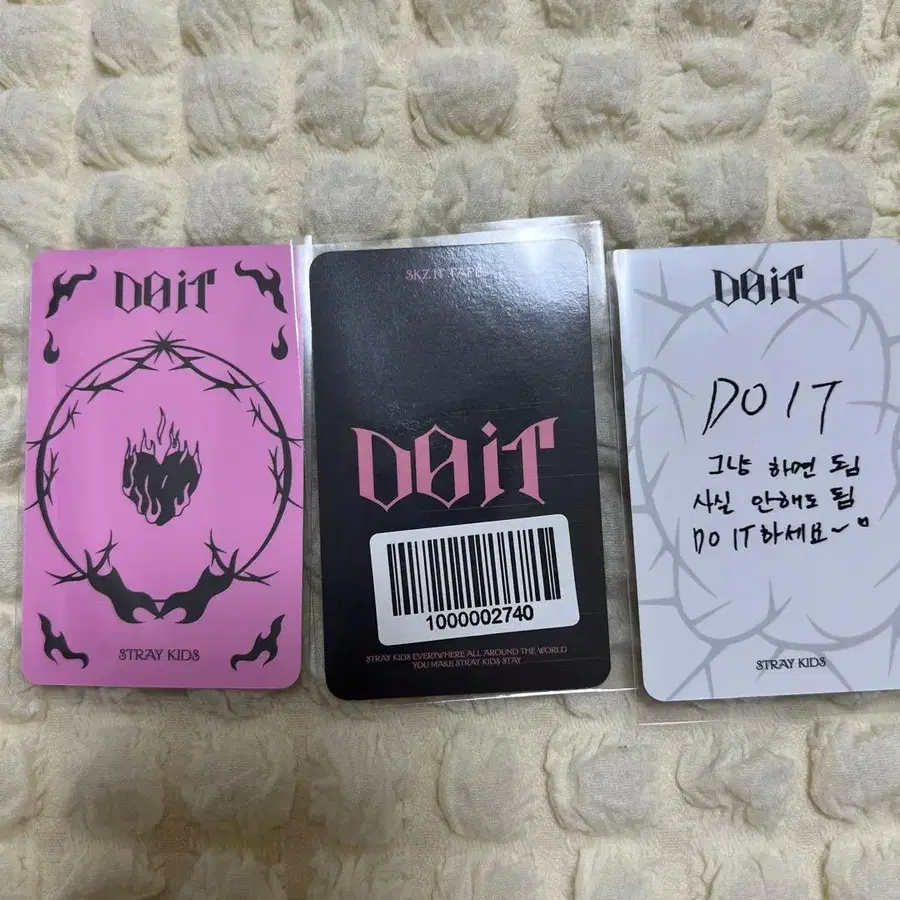 DOiT
STRAY KIDS
SKZ IT TAPE
DOiT
1000002740
STRAY KIDS EVERYWHERE ALL AROUND THE WORLD
YOU MAKE STRAY KIDS STAY
DOiT
DO IT
그냥 하면 됨
사실 안해도 됨
DO IT하세요~
STRAY KIDS